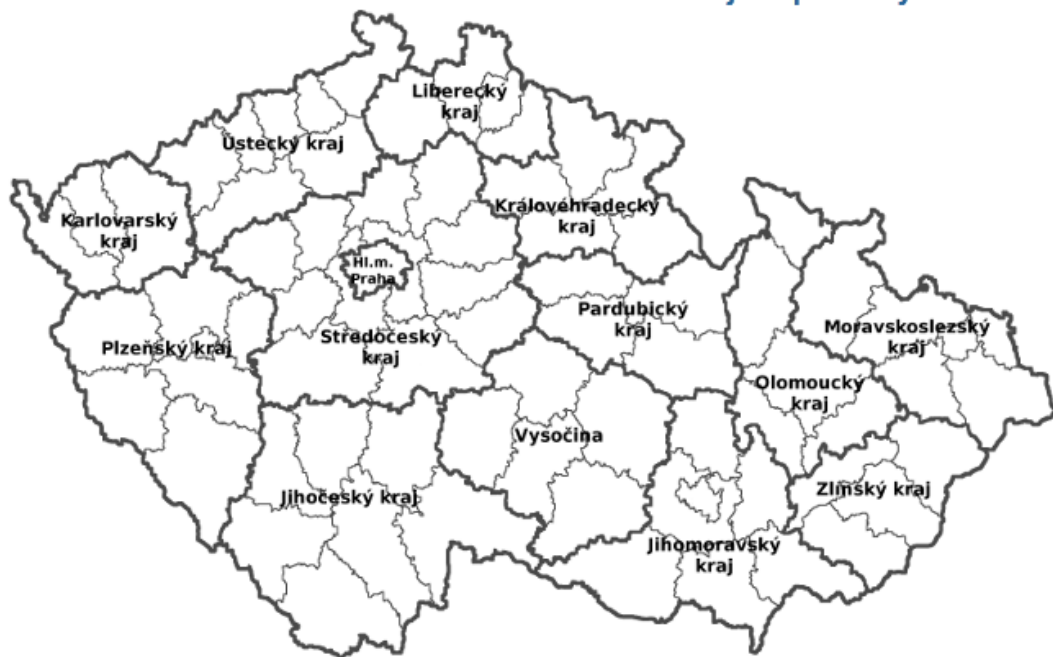 Liberecký
kraj
Ústecký kraj
Karlovarský
kraj
Královéhradecký
kraj
Hl.m.
Praha
Pardubický
kraj
Středočeský
kraj
Plzeňský kraj
Moravskoslezský
kraj
Olomoucký
kraj
Vysočina
Jihočeský kraj
Zlínský kraj
Jihomoravský
kraj